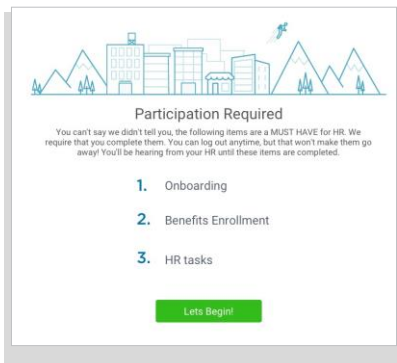 Participation Required
You can't say we didn't tell you, the following items are a MUST HAVE for HR. We
require that you complete them. You can log out anytime, but that won't make them go
away! You'll be hearing from your HR until these items are completed.
1. Onboarding
2. Benefits Enrollment
3. HR tasks
Lets Begin!